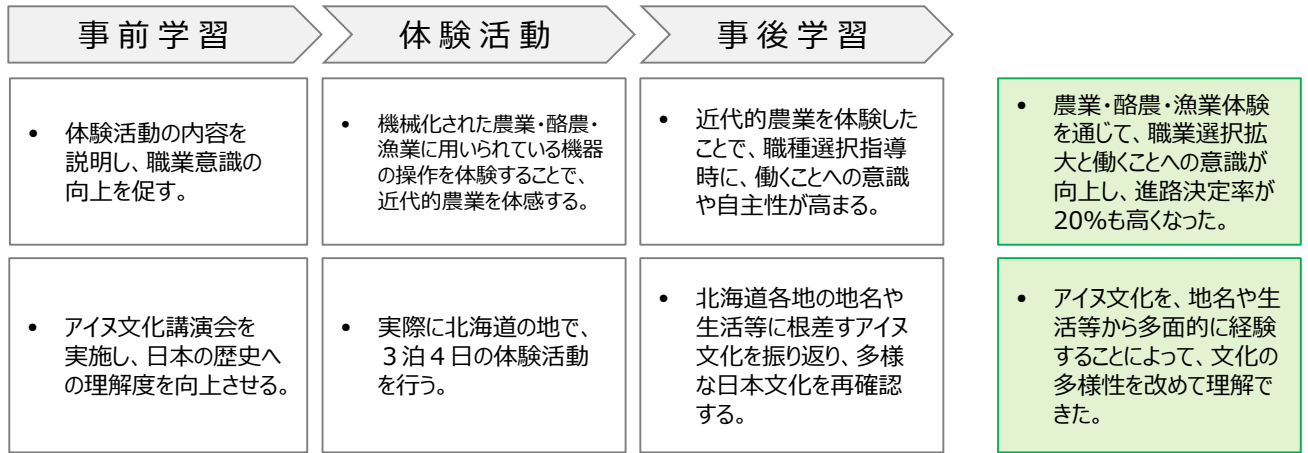 事前学習
体験活動
事後学習
• 体験活動の内容を
説明し、職業意識の
向上を促す。
• 機械化された農業・酪農・
漁業に用いられている機器
の操作を体験することで、
近代的農業を体感する。
• 近代的農業を体験した
ことで、職種選択指導
時に、働くことへの意識
や自主性が高まる。
• 農業・酪農・漁業体験
を通じて、職業選択拡
大と働くことへの意識が
向上し、進路決定率が
20%も高くなった。
• アイヌ文化講演会を
実施し、日本の歴史へ
の理解度を向上させる。
• 実際に北海道の地で、
３泊４日の体験活動
を行う。
• 北海道各地の地名や
生活等に根差すアイヌ
文化を振り返り、多様
な日本文化を再確認
する。
• アイヌ文化を、地名や生
活等から多面的に経験
することによって、文化の
多様性を改めて理解で
きた。